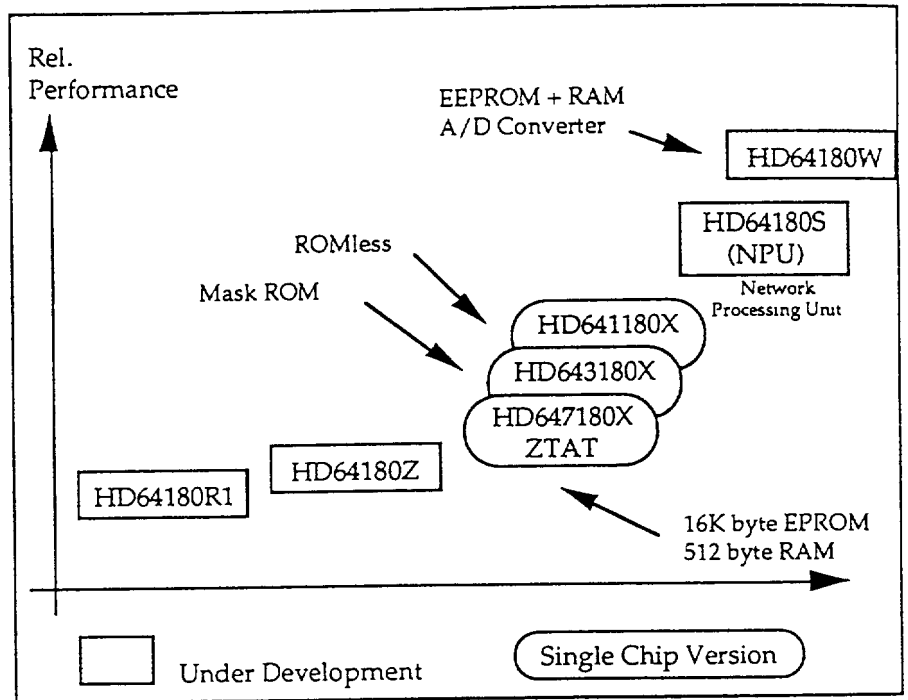 Rel.
Performance
EEPROM + RAM
A/D Converter
HD64180W
HD64180S
(NPU)
Network
Processing Unit
ROMless
Mask ROM
HD641180X
HD643180X
HD647180X
ZTAT
HD64180Z
HD64180R1
16K byte EPROM
512 byte RAM
Under Development
Single Chip Version